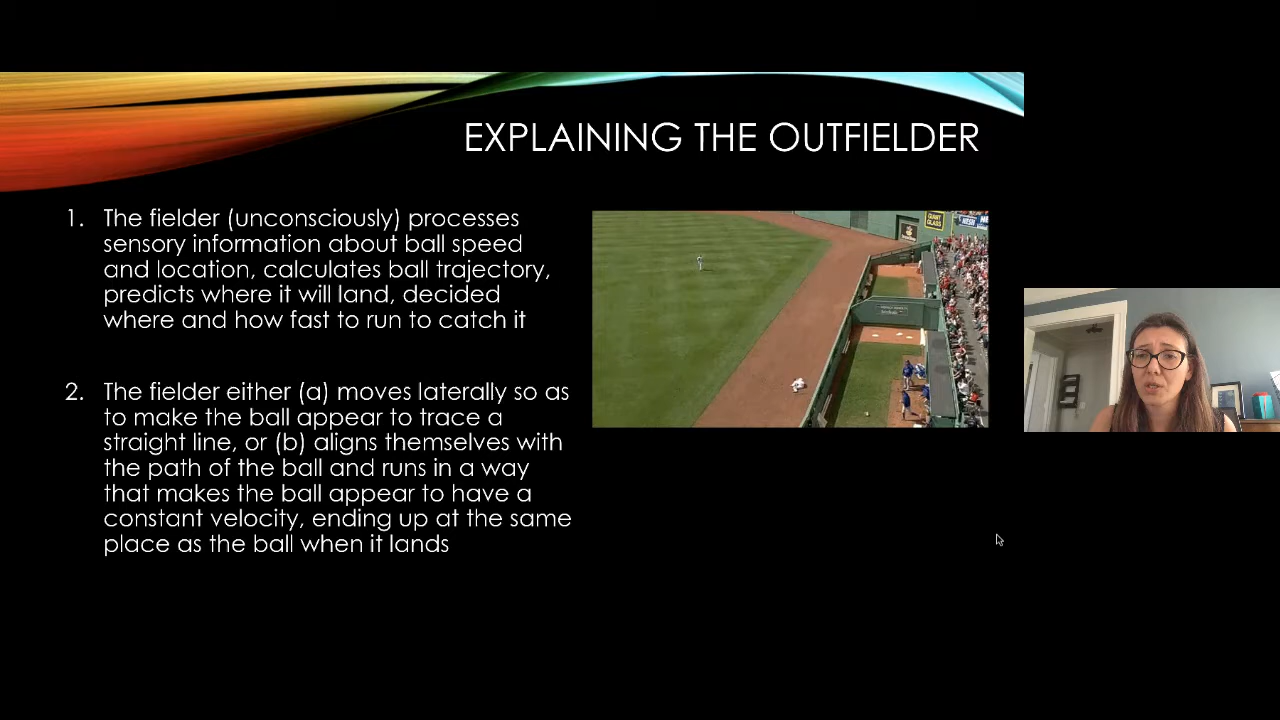 EXPLAINING THE OUTFIELDER
1. The fielder (unconsciously) processes
sensory information about ball speed
and location, calculates ball trajectory,
predicts where it will land, decided
where and how fast to run to catch it
2. The fielder either (a) moves laterally so as
to make the ball appear to trace a
straight line, or (b) aligns themselves with
the path of the ball and runs in a way
that makes the ball appear to have a
constant velocity, ending up at the same
place as the ball when it lands